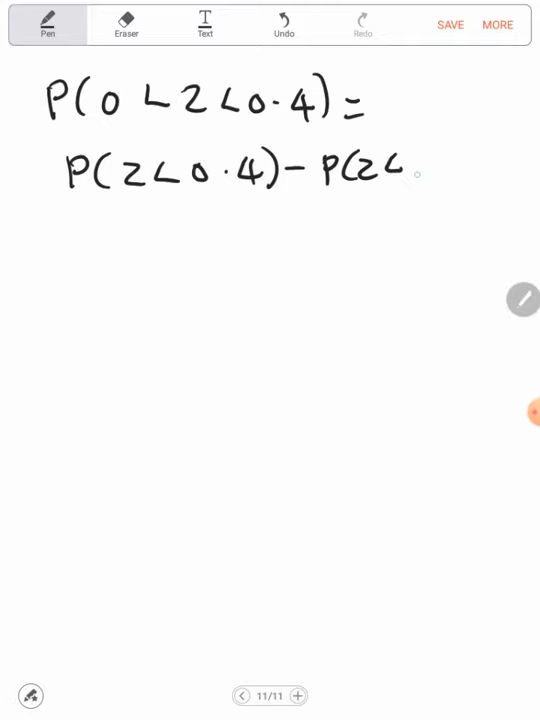 Pen Eraser Text Undo Redo SAVE MORE
P(0 < Z < 0.4) =
P(Z < 0.4) - P(Z <
11/11